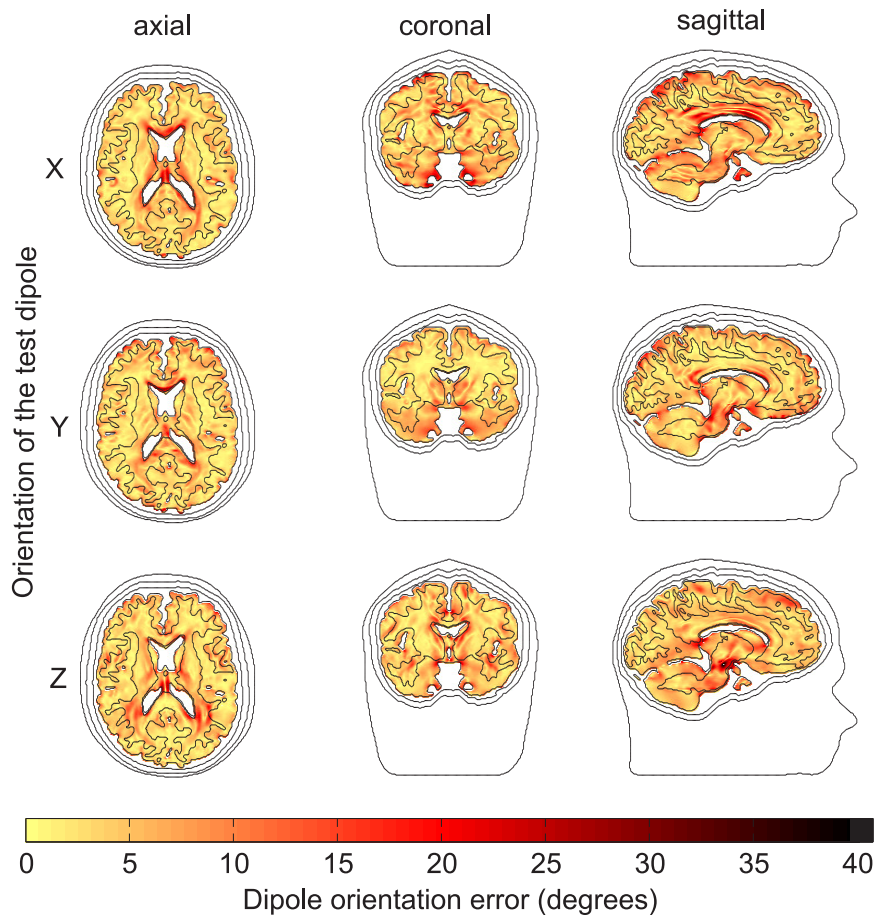 axial coronal sagittal
X
Orientation of the test dipole
Y
Z
0 5 10 15 20 25 30 35 40
Dipole orientation error (degrees)